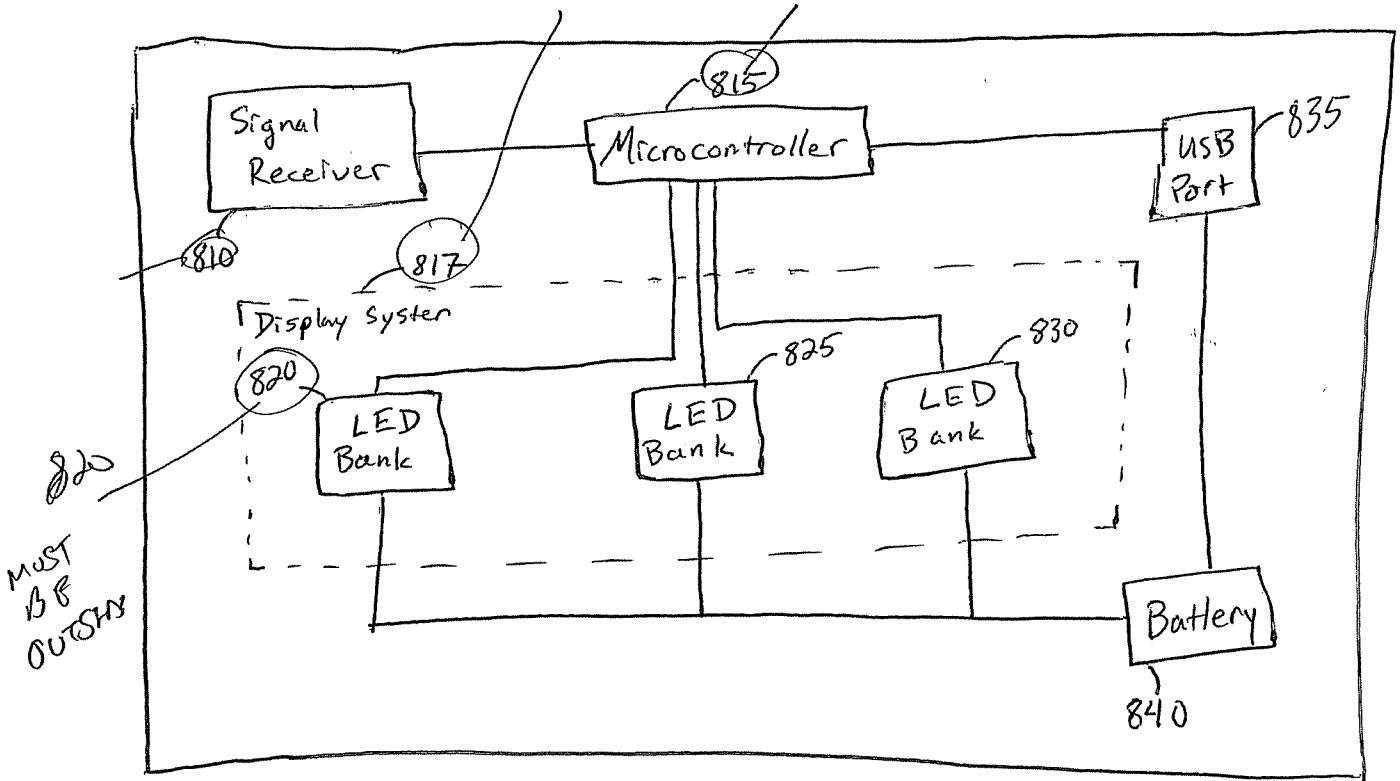 815
Signal
Receiver
Microcontroller
835
USB
Port
810
817
Display System
820
825
830
LED
Bank
LED
Bank
LED
Bank
820
MUST
BE
OUTSIDE
Battery
840